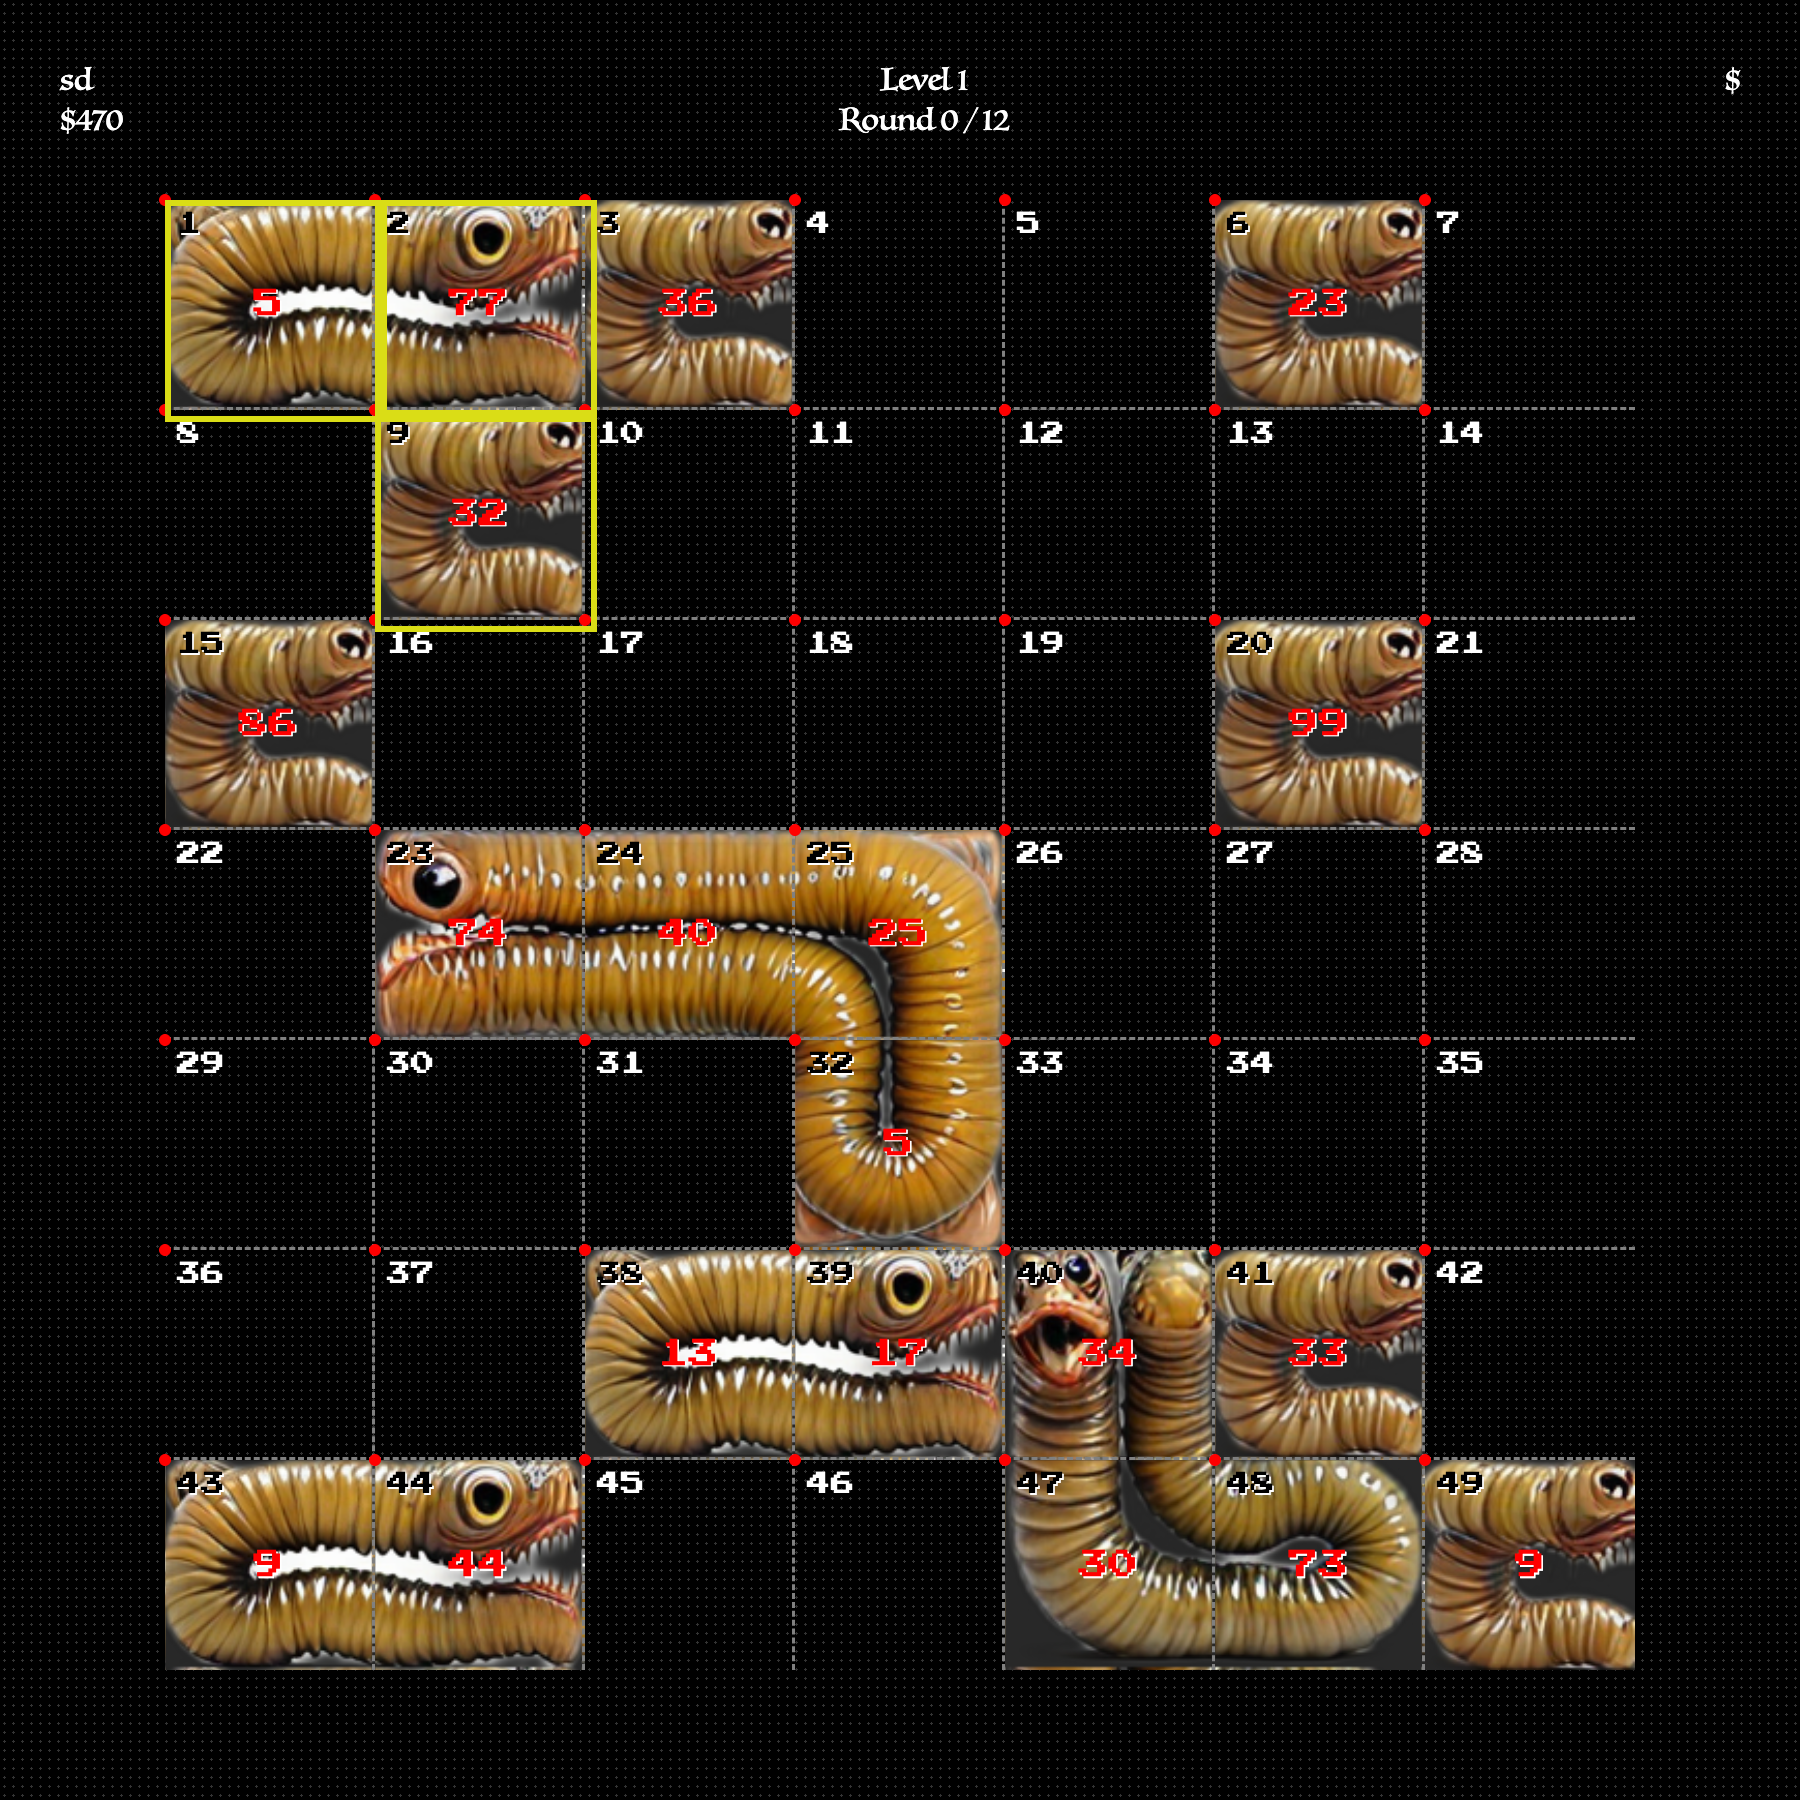 sd Level 1 $
$470 Round 0 / 12
1 2 3 4 5 6 7
5 77 36 23
8 9 10 11 12 13 14
32
15 16 17 18 19 20 21
86 99
22 23 24 25 26 27 28
74 40 25
29 30 31 32 33 34 35
5
36 37 38 39 40 41 42
13 17 34 33
43 44 45 46 47 48 49
9 44 30 73 9